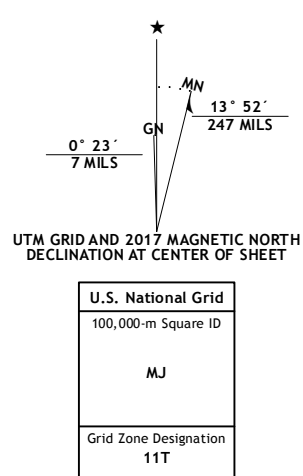 MN
GN
13° 52´
247 MILS
0° 23´
7 MILS
UTM GRID AND 2017 MAGNETIC NORTH
DECLINATION AT CENTER OF SHEET
U.S. National Grid
100,000-m Square ID
MJ
Grid Zone Designation
11T